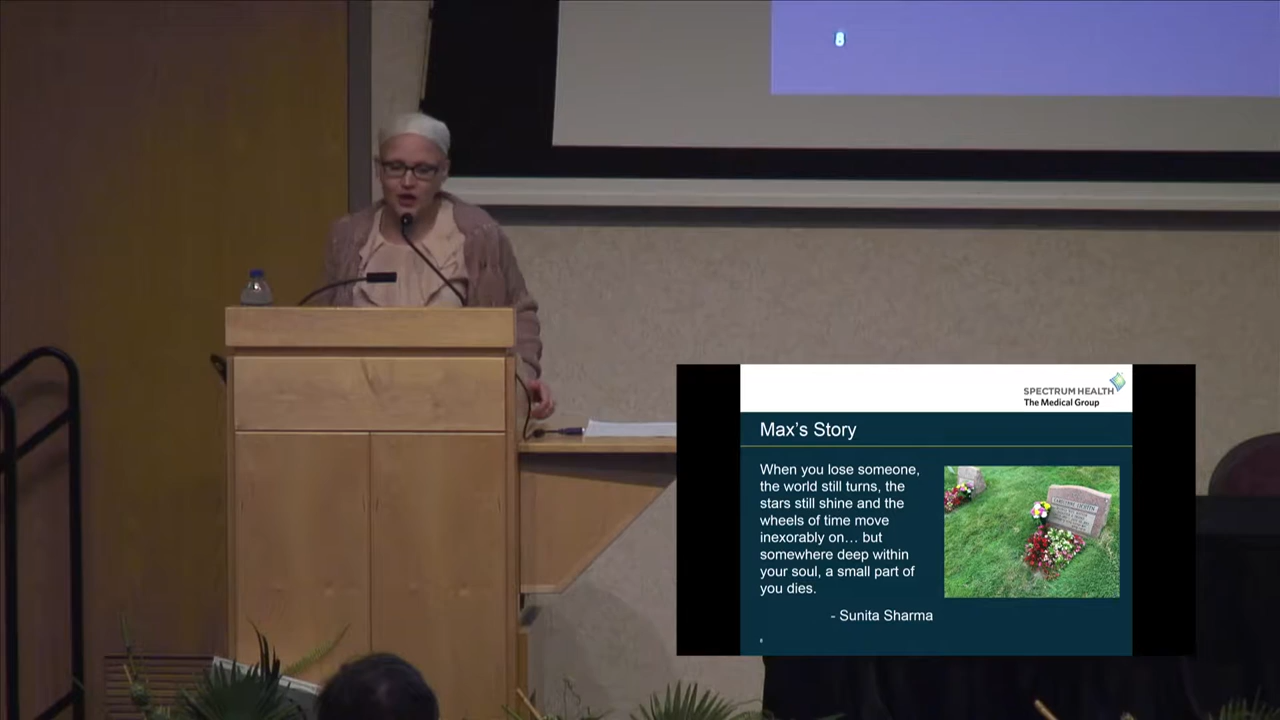 8
SPECTRUM HEALTH
The Medical Group
Max's Story
When you lose someone,
the world still turns, the
stars still shine and the
wheels of time move
inexorably on... but
somewhere deep within
your soul, a small part of
you dies.
- Sunita Sharma